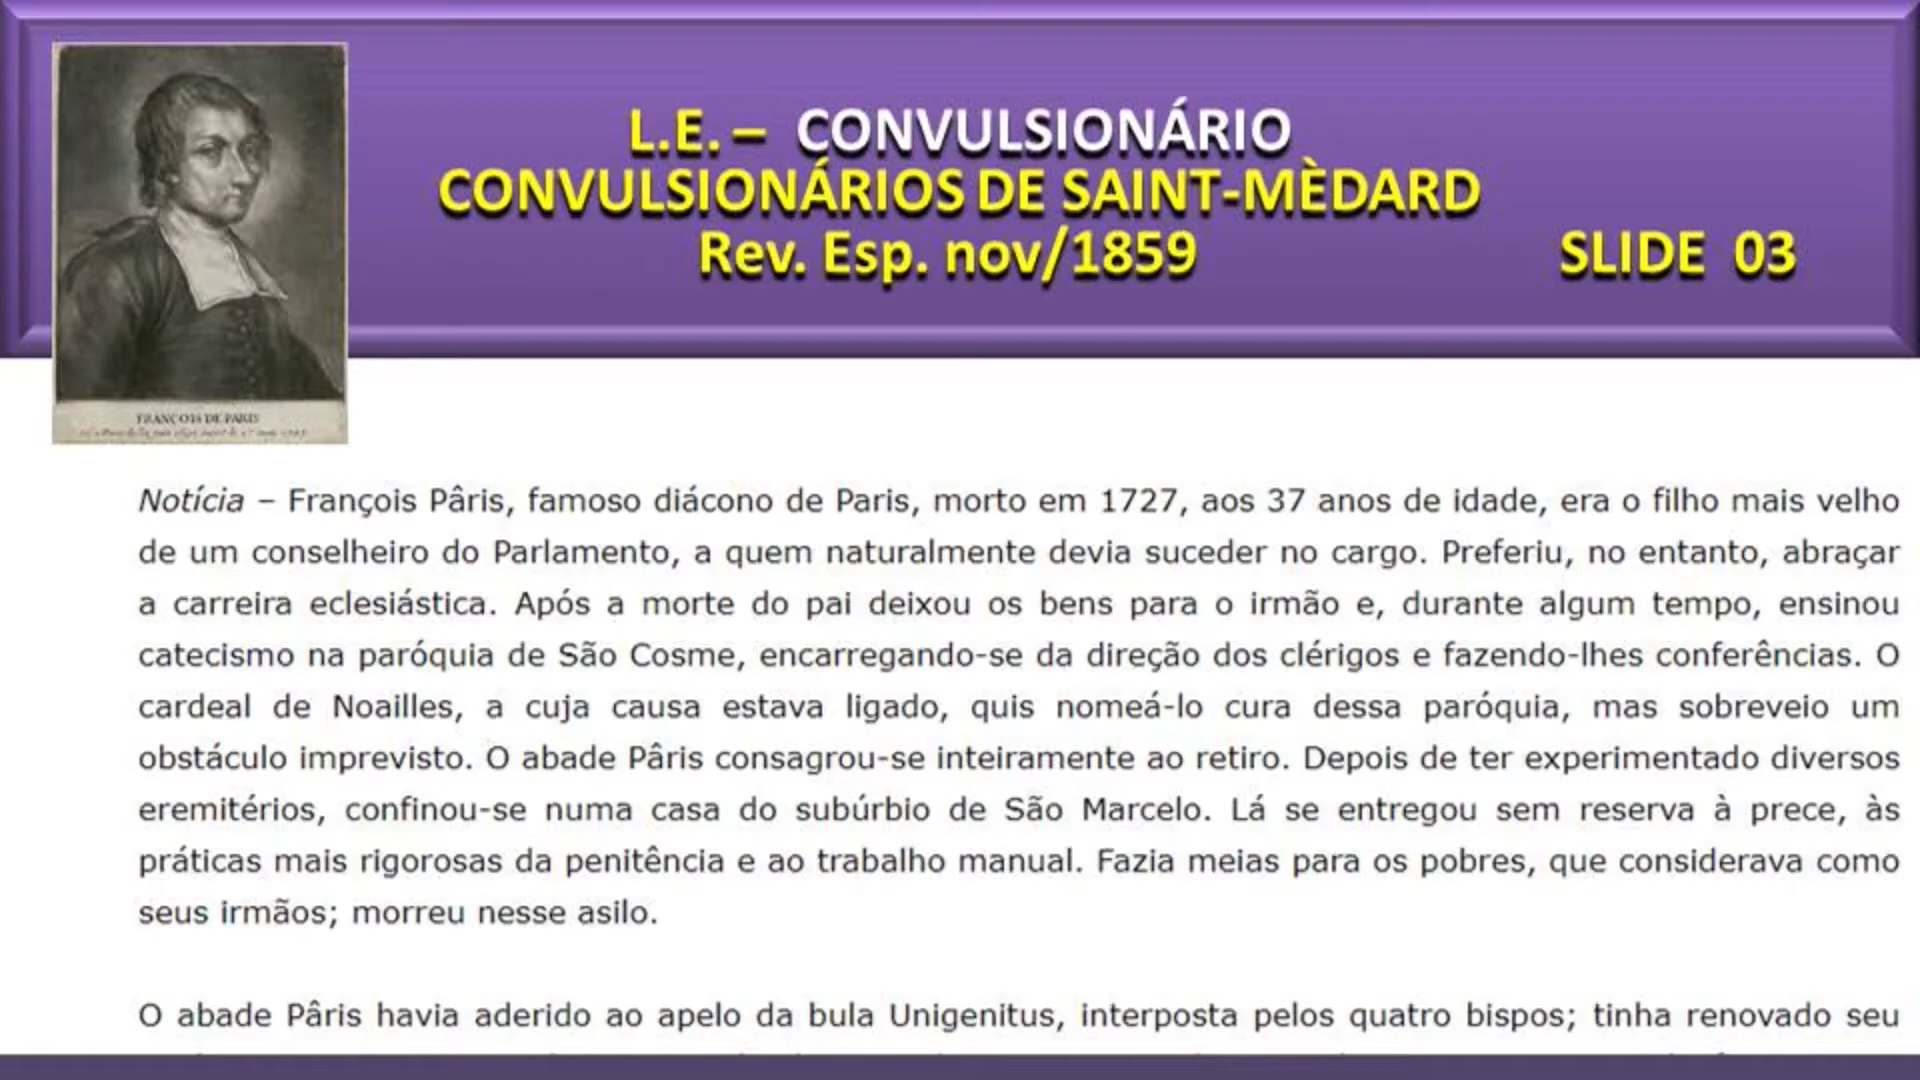 L.E. – CONVULSIONÁRIO
CONVULSIONÁRIOS DE SAINT-MÈDARD
Rev. Esp. nov/1859
SLIDE 03
FRANÇOIS DE PARIS
Notícia – François Pâris, famoso diácono de Paris, morto em 1727, aos 37 anos de idade, era o filho mais velho
de um conselheiro do Parlamento, a quem naturalmente devia suceder no cargo. Preferiu, no entanto, abraçar
a carreira eclesiástica. Após a morte do pai deixou os bens para o irmão e, durante algum tempo, ensinou
catecismo na paróquia de São Cosme, encarregando-se da direção dos clérigos e fazendo-lhes conferências. O
cardeal de Noailles, a cuja causa estava ligado, quis nomeá-lo cura dessa paróquia, mas sobreveio um
obstáculo imprevisto. O abade Pâris consagrou-se inteiramente ao retiro. Depois de ter experimentado diversos
eremitérios, confinou-se numa casa do subúrbio de São Marcelo. Lá se entregou sem reserva à prece, às
práticas mais rigorosas da penitência e ao trabalho manual. Fazia meias para os pobres, que considerava como
seus irmãos; morreu nesse asilo.
O abade Pâris havia aderido ao apelo da bula Unigenitus, interposta pelos quatro bispos; tinha renovado seu